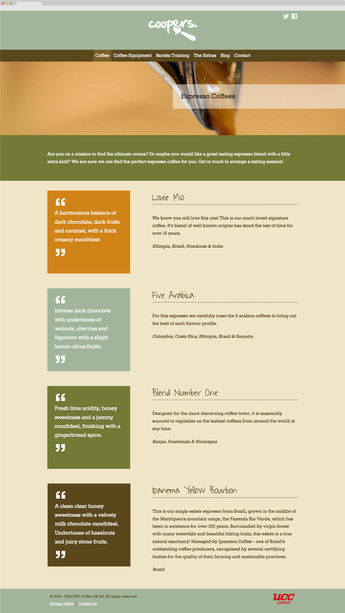 coopers.
Coffee Coffee Equipment Barista Training The Extras Blog Contact
Espresso Coffees
Are you on a mission to find the ultimate crema? Or maybe you would like a great tasting espresso blend with a little
extra kick? We are sure we can find the perfect espresso coffee for you. Get in touch to arrange a tasting session!
“
A harmonious balance of
dark chocolate, dark fruits
and caramel, with a thick
creamy mouthfeel
”
Louie Mio
We know you will love this one! This is our much loved signature
coffee. It's blend of well known origins has stood the test of time for
over 15 years.
Ethiopia, Brazil, Honduras & India
“
Intense dark chocolate
with undertones of
walnuts, cherries and
liquorice with a slight
lemon citrus finish.
”
Five Arabica
For this espresso we carefully roast the 5 arabica coffees to bring out
the best of each flavour profile.
Colombia, Costa Rica, Ethiopia, Brazil & Sumatra
“
Fresh lime acidity, honey
sweetness and a jammy
mouthfeel, finishing with a
gingerbread spice.
”
Blend Number One
Designed for the more discerning coffee lover, it is seasonally
sourced to capitalise on the tastiest coffees from around the world at
any time.
Kenya, Guatemala & Nicaragua
“
A clean clear honey
sweetness with a velvety
milk chocolate mouthfeel.
Undertones of hazelnuts
and juicy stone fruits.
”
Ipanema Yellow Bourbon
This is our single estate espresso from Brazil, grown in the middle of
the Mantiqueira mountain range, the Fazenda Rio Verde, which has
been in existence for over 100 years. Surrounded by virgin forest
with many waterfalls and beautiful hiking trails, this estate is a true
natural sanctuary! Managed by Ipanema Coffee - one of Brazil's
outstanding coffee producers, recognised by several certifying
bodies for the quality of their farming and sustainable practices.
Brazil
UCC Coffee UK ltd, All rights reserved.
Privacy Policy Contact Us
UCC
COFFEE